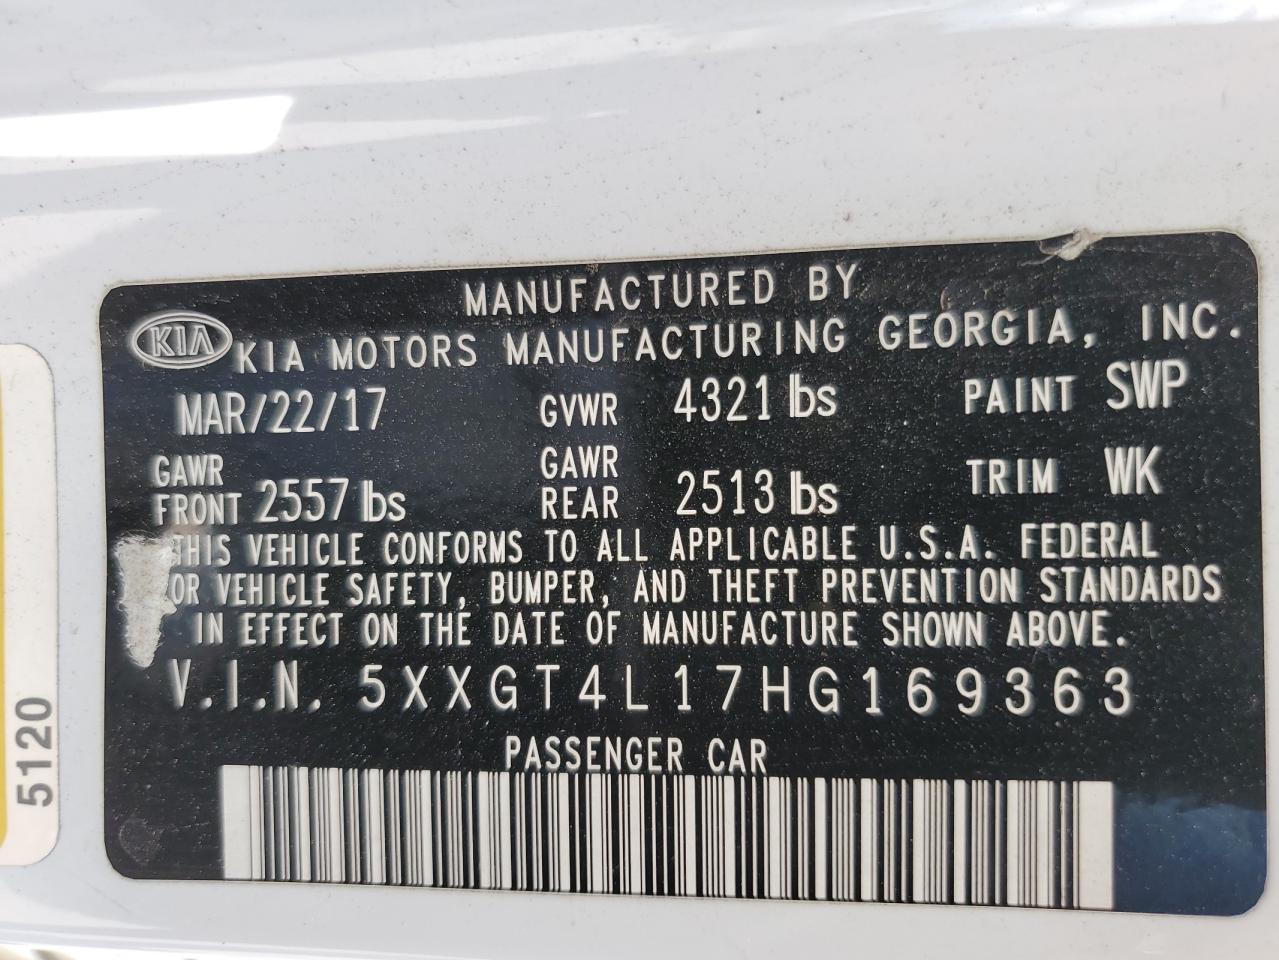 MANUFACTURED BY
KIA KIA MOTORS MANUFACTURING GEORGIA, INC.
MAR/22/17 GVWR 4321 lbs PAINT SWP
GAWR FRONT 2557 lbs GAWR REAR 2513 lbs TRIM WK
THIS VEHICLE CONFORMS TO ALL APPLICABLE U.S.A. FEDERAL
OR VEHICLE SAFETY, BUMPER, AND THEFT PREVENTION STANDARDS
IN EFFECT ON THE DATE OF MANUFACTURE SHOWN ABOVE.
V.I.N. 5XXGT4L17HG169363
PASSENGER CAR
5120